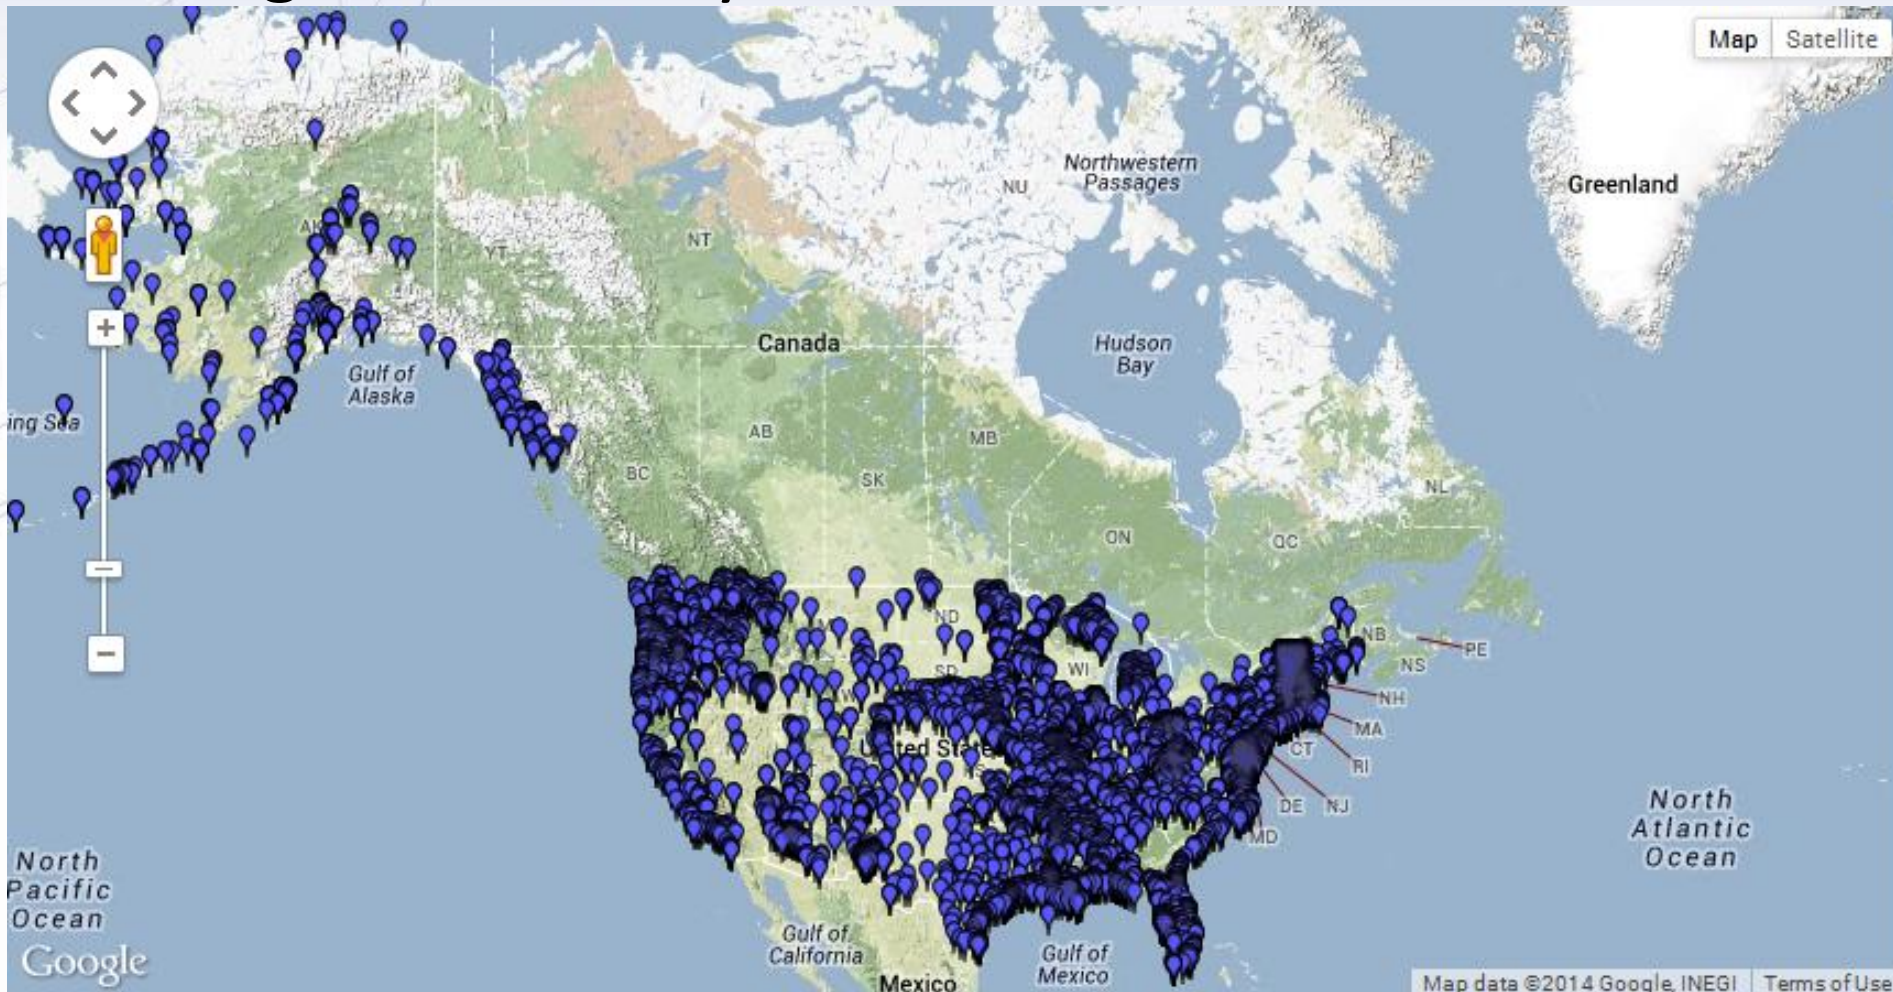 Map
Satellite
Northwestern
Passages
NU
Greenland
NT
YT
Canada
Hudson
Bay
Gulf of
Alaska
ing Sea
AB
MB
BC
SK
NL
ON
QC
ND
NB
PE
NS
SD
WI
NH
MA
United State
CT
RI
DE
NJ
MD
North
Atlantic
Ocean
North
Pacific
Ocean
Gulf of
California
Gulf of
Mexico
Mexico
Google
Map data ©2014 Google, INEGI
Terms of Use